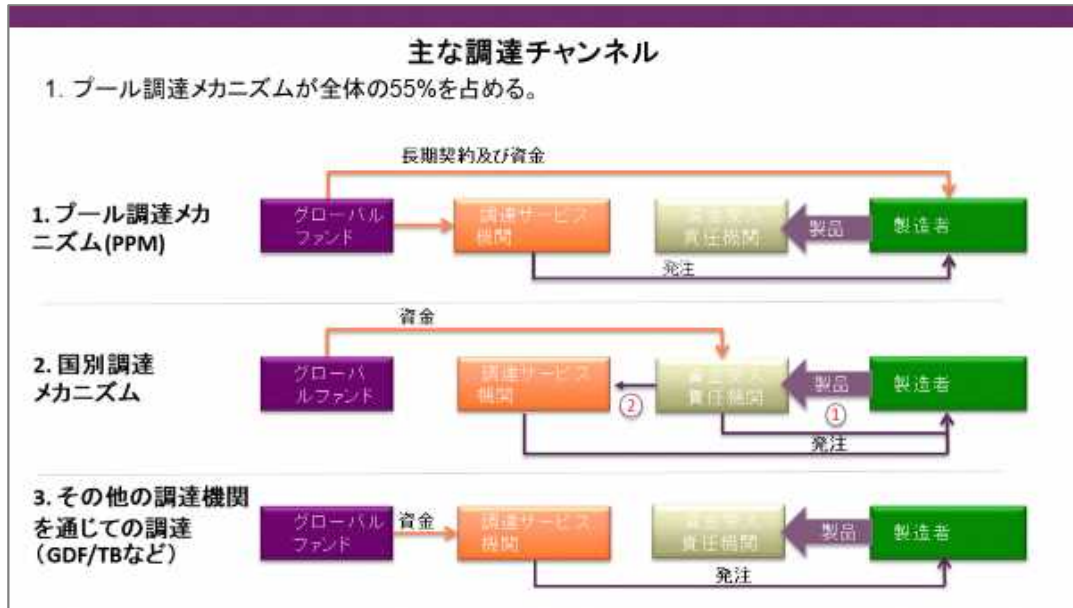 主な調達チャンネル
1. プール調達メカニズムが全体の55%を占める。
長期契約及び資金
1. プール調達メカ
ニズム(PPM)
グローバル
ファンド
調達サービス
機関
責任機関
製品
製造者
発注
資金
2. 国別調達
メカニズム
グローバ
ルファンド
調達サービス
機関
責任機関
製品
製造者
②
①
発注
3. その他の調達機関
を通じての調達
(GDF/TBなど)
グローバル
ファンド
資金
調達サービス
機関
責任機関
製品
製造者
発注